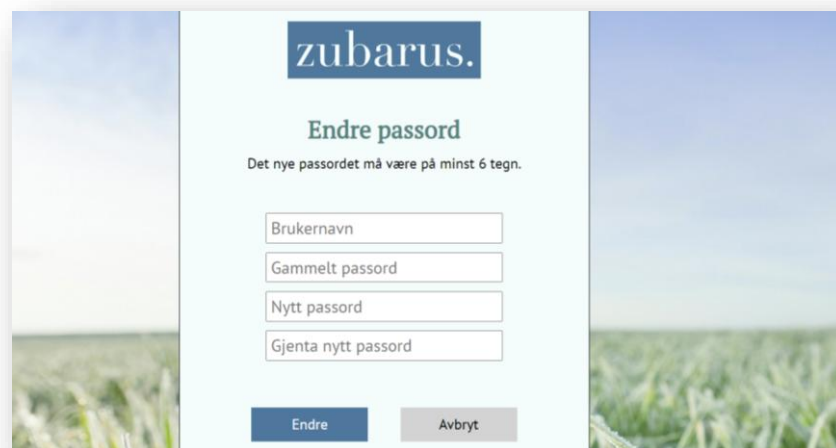 zubarus.
Endre passord
Det nye passordet må være på minst 6 tegn.
Brukernavn
Gammelt passord
Nytt passord
Gjenta nytt passord
Endre
Avbryt